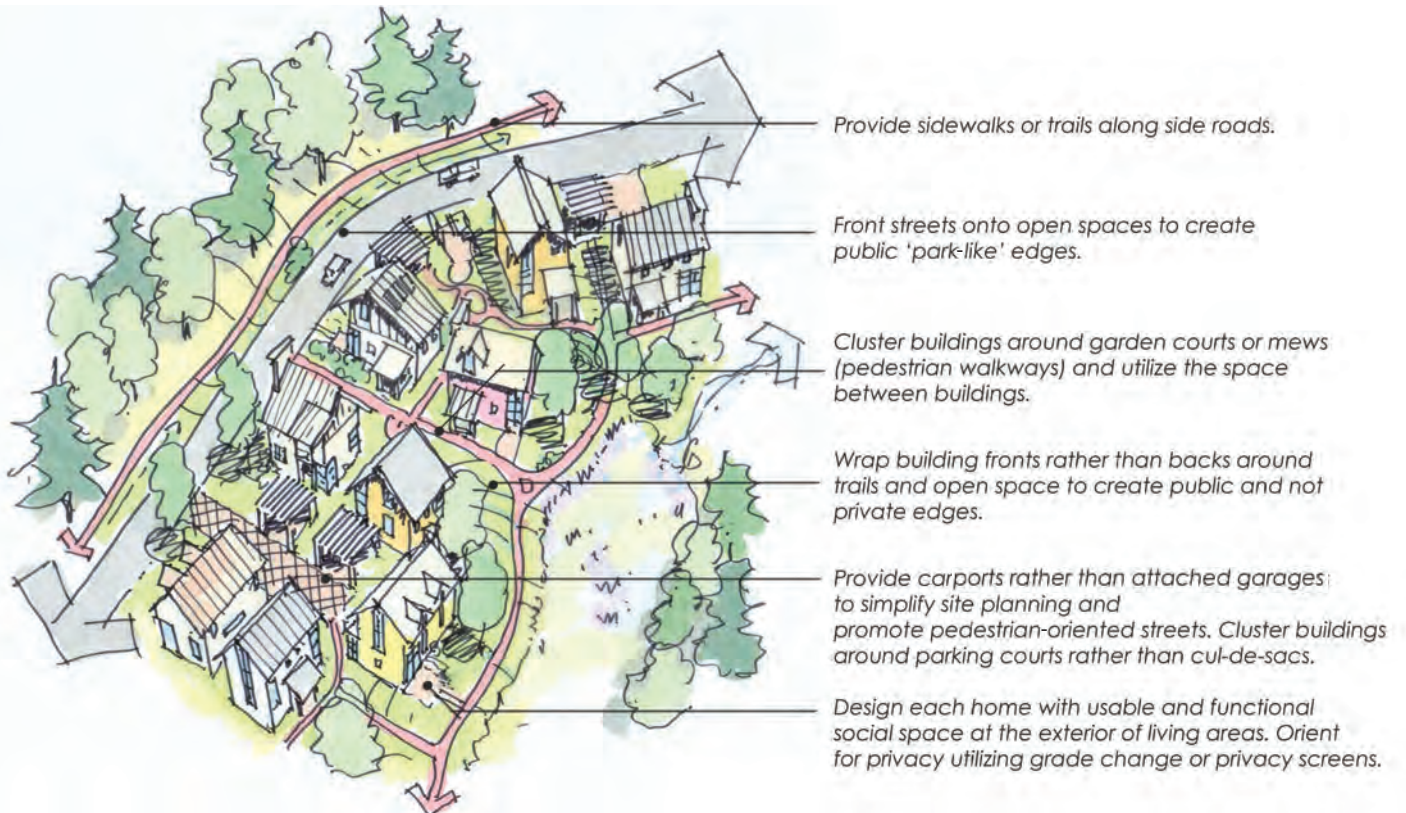 Provide sidewalks or trails along side roads.
Front streets onto open spaces to create
public 'park-like' edges.
Cluster buildings around garden courts or mews
(pedestrian walkways) and utilize the space
between buildings.
Wrap building fronts rather than backs around
trails and open space to create public and not
private edges.
Provide carports rather than attached garages
to simplify site planning and
promote pedestrian-oriented streets. Cluster buildings
around parking courts rather than cul-de-sacs.
Design each home with usable and functional
social space at the exterior of living areas. Orient
for privacy utilizing grade change or privacy screens.